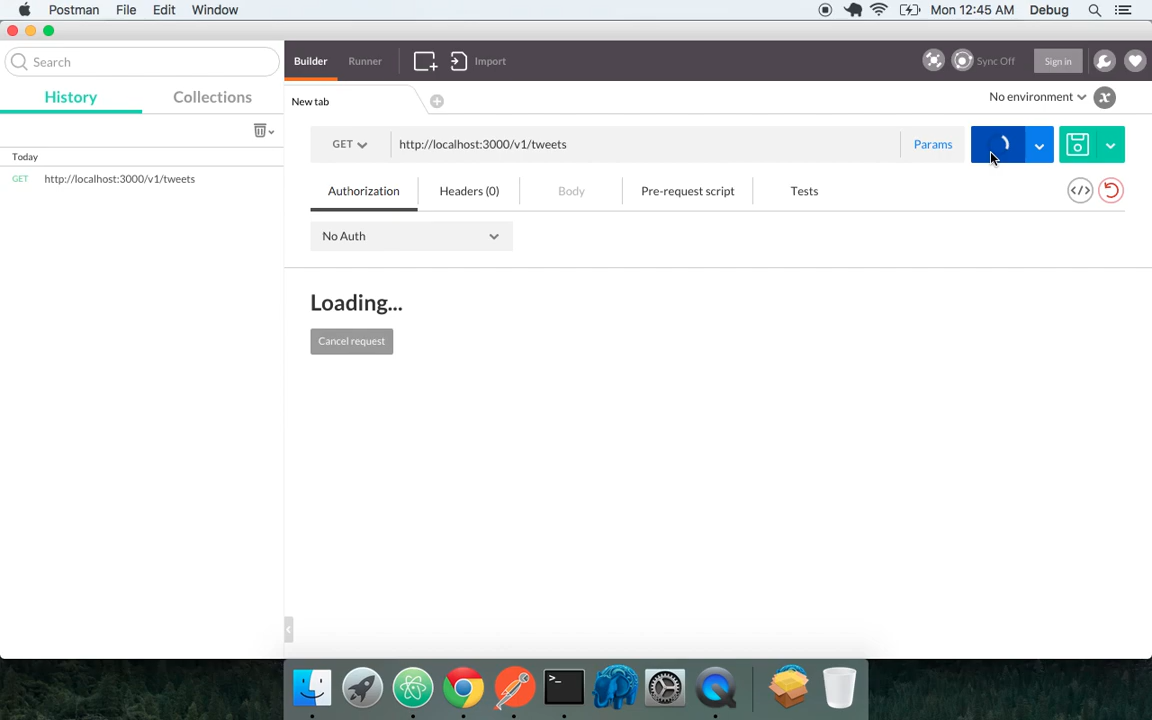 Postman File Edit Window
Mon 12:45 AM Debug
Search
Builder Runner Import
Sync Off Sign in
History Collections
New tab
No environment
GET http://localhost:3000/v1/tweets Params
Today
GET http://localhost:3000/v1/tweets
Authorization Headers (0) Body Pre-request script Tests
No Auth
Loading...
Cancel request